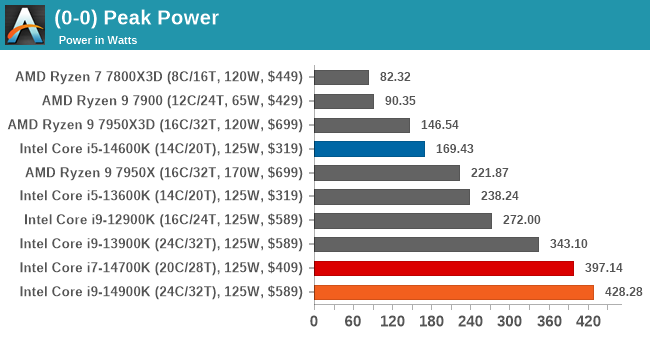 (0-0) Peak Power
Power in Watts
AMD Ryzen 7 7800X3D (8C/16T, 120W, $449) 82.32
AMD Ryzen 9 7900 (12C/24T, 65W, $429) 90.35
AMD Ryzen 9 7950X3D (16C/32T, 120W, $699) 146.54
Intel Core i5-14600K (14C/20T), 125W, $319) 169.43
AMD Ryzen 9 7950X (16C/32T, 170W, $699) 221.87
Intel Core i5-13600K (14C/20T), 125W, $319) 238.24
Intel Core i9-12900K (16C/24T, 125W, $589) 272.00
Intel Core i9-13900K (24C/32T), 125W, $589) 343.10
Intel Core i7-14700K (20C/28T), 125W, $409) 397.14
Intel Core i9-14900K (24C/32T), 125W, $589) 428.28
0 60 120 180 240 300 360 420